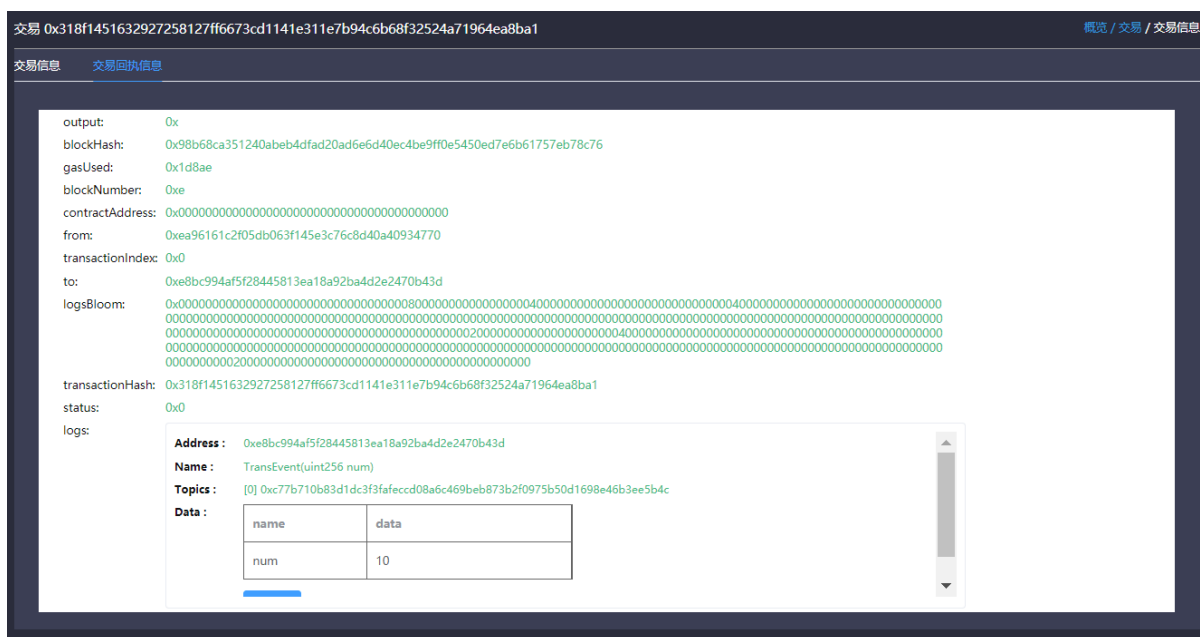 交易 0x318f1451632927258127ff6673cd1141e311e7b94c6b68f32524a71964ea8ba1
概览 / 交易 / 交易信息
交易信息 交易回执信息
output: 0x
blockHash: 0x98b68ca351240abeb4dfad20ad6e6d40ec4be9ff0e5450ed7e6b61757eb78c76
gasUsed: 0x1d8ae
blockNumber: 0xe
contractAddress: 0x0000000000000000000000000000000000000000
from: 0xea96161c2f05db063f145e3c76c8d40a40934770
transactionIndex: 0x0
to: 0xe8bc994af5f28445813ea18a92ba4d2e2470b43d
logsBloom:
transactionHash: 0x318f1451632927258127ff6673cd1141e311e7b94c6b68f32524a71964ea8ba1
status: 0x0
logs:
Address : 0xe8bc994af5f28445813ea18a92ba4d2e2470b43d
Name : TransEvent(uint256 num)
Topics : [0] 0xc77b710b83d1dc3f3fafeccd08a6c469beb873b2f0975b50d1698e46b3ee5b4c
Data :
name data
num 10